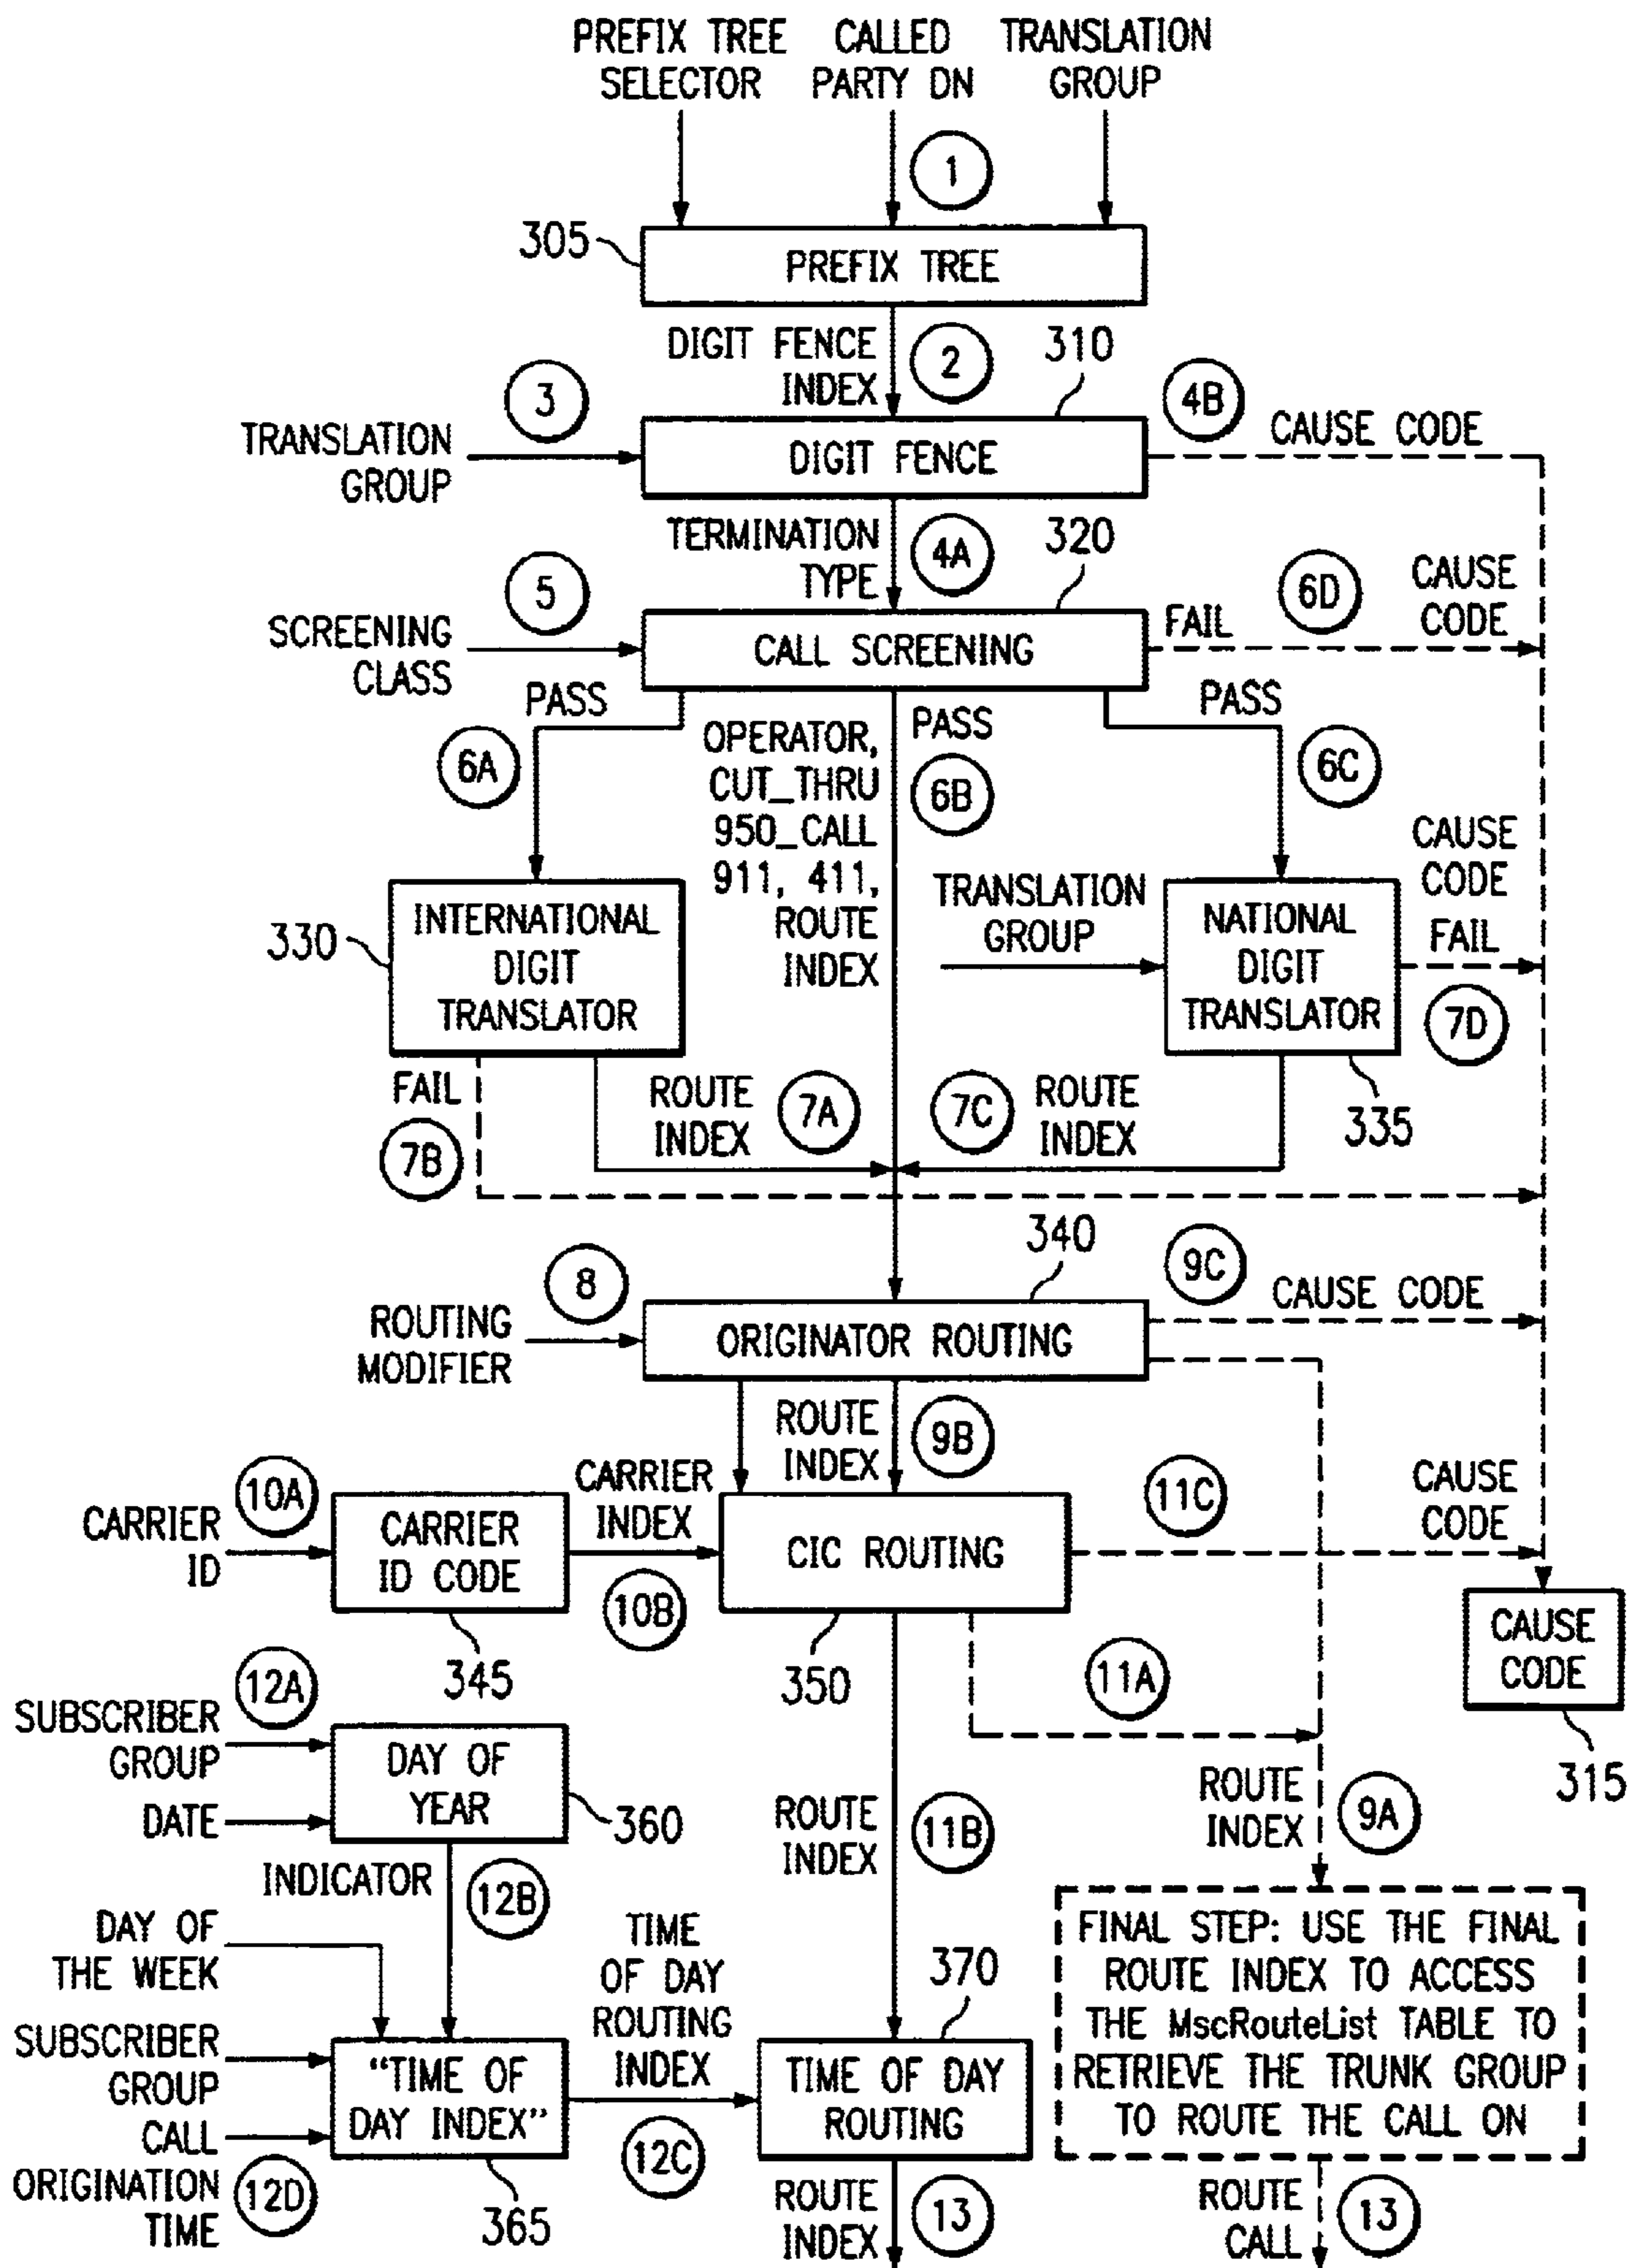 PREFIX TREE
SELECTOR
CALLED
PARTY DN
TRANSLATION
GROUP
1
305
PREFIX TREE
DIGIT FENCE
INDEX
2
310
3
4B
CAUSE CODE
TRANSLATION
GROUP
DIGIT FENCE
TERMINATION
TYPE
4A
320
5
6D
CAUSE
CODE
SCREENING
CLASS
CALL SCREENING
FAIL
PASS
6A
OPERATOR,
CUT_THRU
950_CALL
911, 411,
ROUTE
INDEX
PASS
6B
PASS
6C
CAUSE
CODE
330
INTERNATIONAL
DIGIT
TRANSLATOR
TRANSLATION
GROUP
NATIONAL
DIGIT
TRANSLATOR
FAIL
7D
FAIL
7B
ROUTE
INDEX
7A
7C
ROUTE
INDEX
335
340
8
9C
CAUSE CODE
ROUTING
MODIFIER
ORIGINATOR ROUTING
ROUTE
INDEX
9B
10A
CARRIER
ID
CARRIER
ID CODE
CARRIER
INDEX
10B
CIC ROUTING
11C
CAUSE
CODE
345
350
11A
CAUSE
CODE
315
12A
SUBSCRIBER
GROUP
DATE
DAY OF
YEAR
360
ROUTE
INDEX
11B
ROUTE
INDEX
9A
INDICATOR
12B
DAY OF
THE WEEK
TIME
OF DAY
ROUTING
INDEX
370
FINAL STEP: USE THE FINAL
ROUTE INDEX TO ACCESS
THE MscRouteList TABLE TO
RETRIEVE THE TRUNK GROUP
TO ROUTE THE CALL ON
SUBSCRIBER
GROUP
CALL
ORIGINATION
TIME
12D
“TIME OF
DAY INDEX”
365
12C
TIME OF DAY
ROUTING
ROUTE
INDEX
13
ROUTE
CALL
13